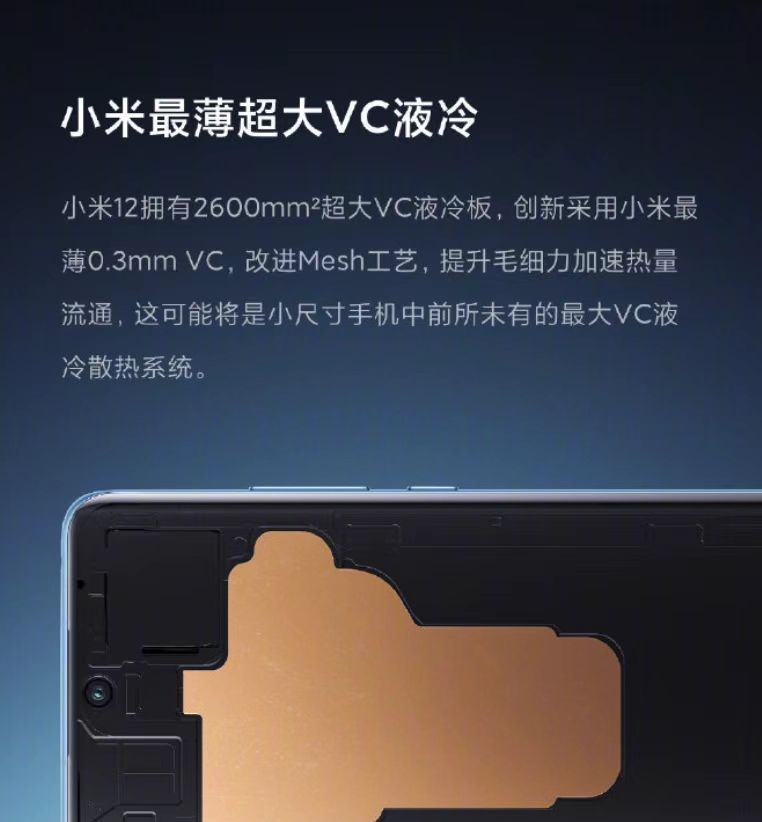 小米最薄超大VC液冷
小米12拥有2600mm²超大VC液冷板，创新采用小米最
薄0.3mm VC，改进Mesh工艺，提升毛细力加速热量
流通，这可能将是小尺寸手机中前所未有的最大VC液
冷散热系统。